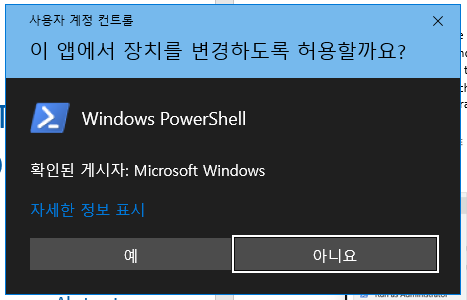 사용자 계정 컨트롤
이 앱에서 장치를 변경하도록 허용할까요?
Windows PowerShell
확인된 게시자: Microsoft Windows
자세한 정보 표시
예
아니요